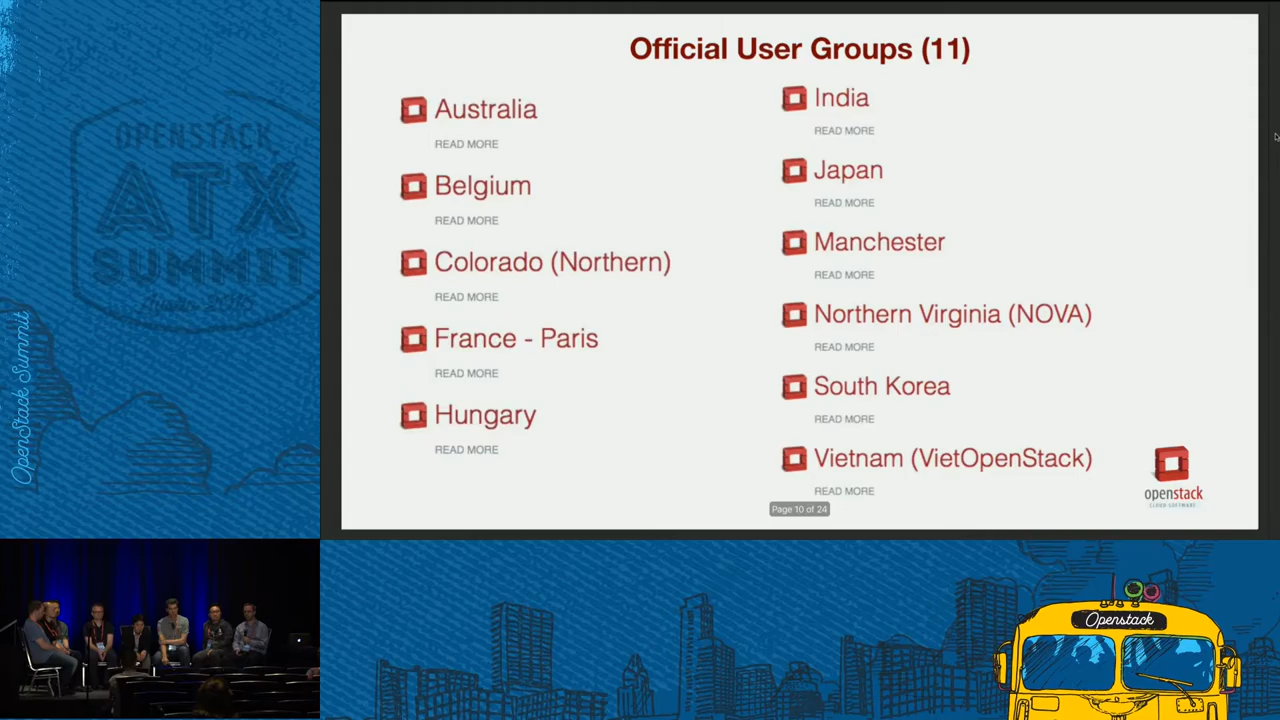 OPENSTACK
ATX
SUMMIT
OpenStack Summit
Official User Groups (11)
Australia
READ MORE
Belgium
READ MORE
Colorado (Northern)
READ MORE
France - Paris
READ MORE
Hungary
READ MORE
India
READ MORE
Japan
READ MORE
Manchester
READ MORE
Northern Virginia (NOVA)
READ MORE
South Korea
READ MORE
Vietnam (VietOpenStack)
READ MORE
Page 10 of 24
openstack
CLOUD SOFTWARE
Openstack